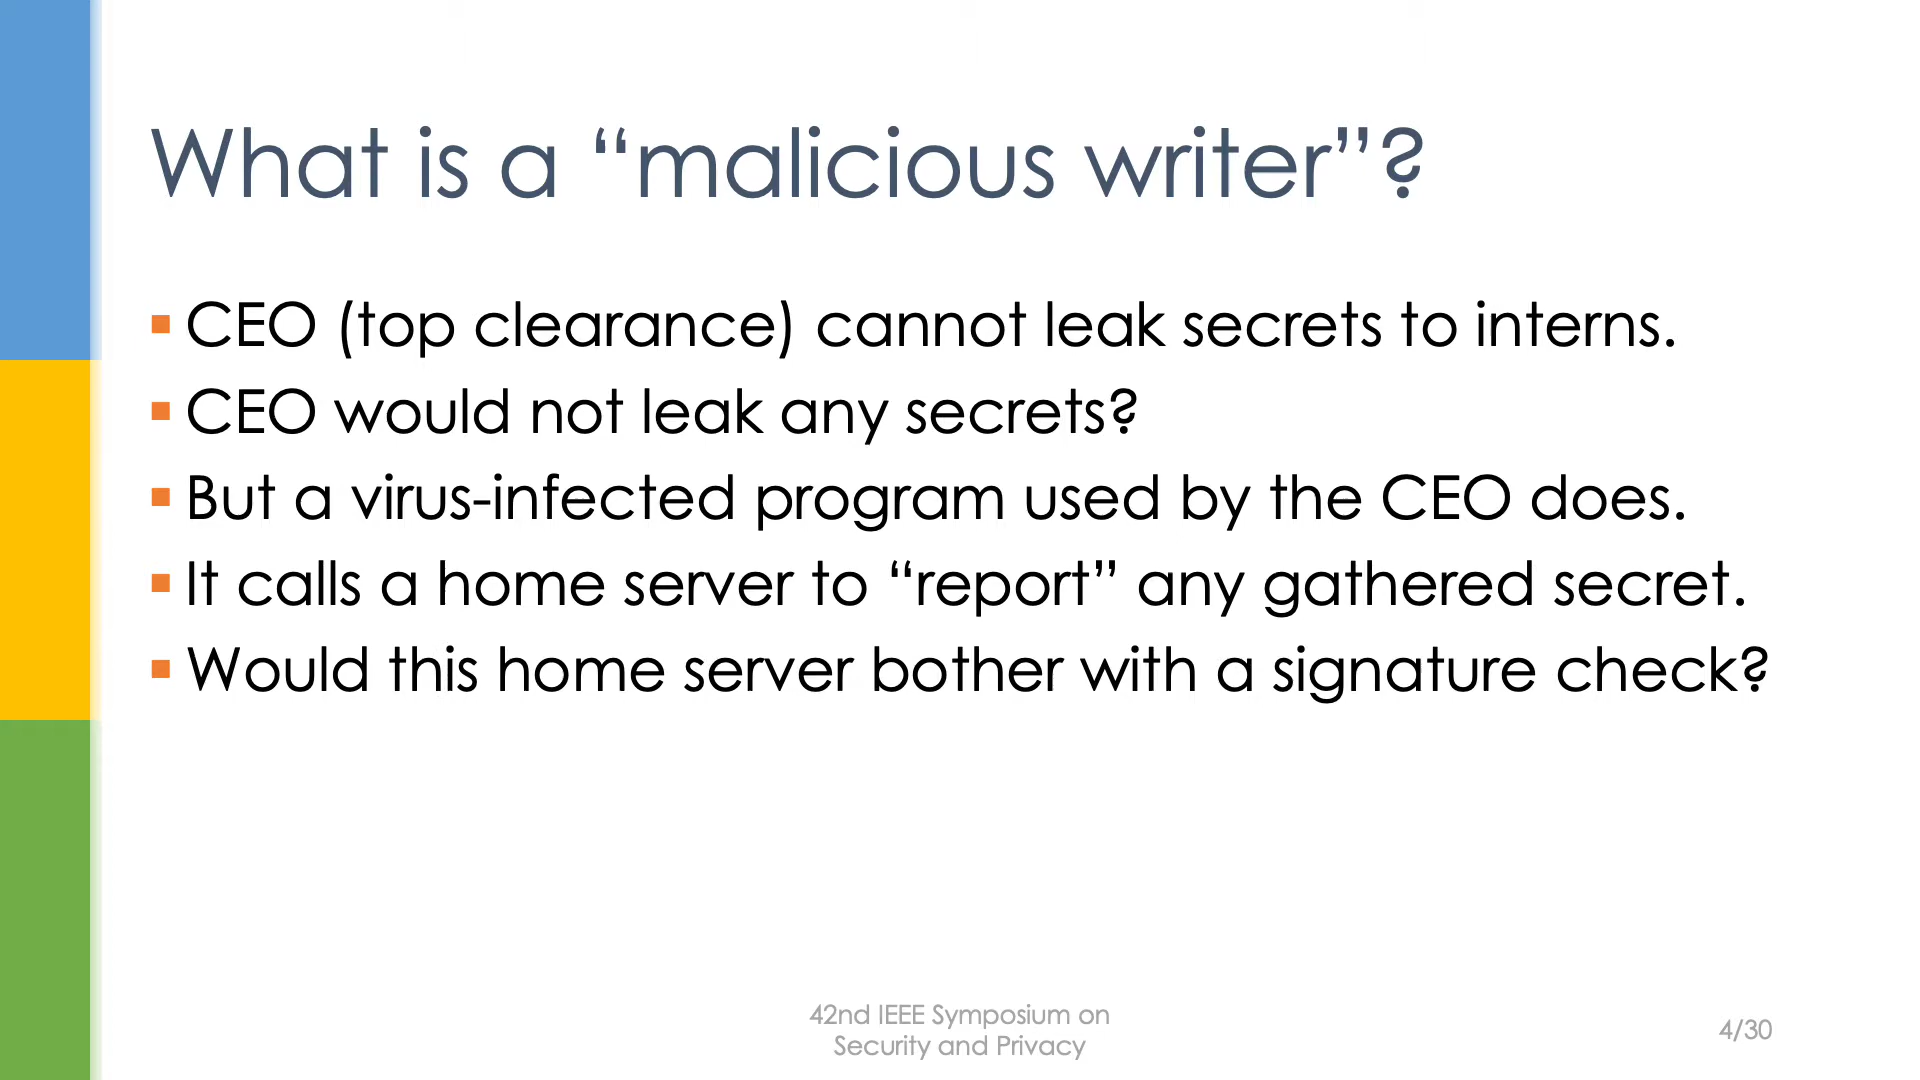 What is a “malicious writer”?
CEO (top clearance) cannot leak secrets to interns.
CEO would not leak any secrets?
But a virus-infected program used by the CEO does.
It calls a home server to “report” any gathered secret.
Would this home server bother with a signature check?
42nd IEEE Symposium on
Security and Privacy
4/30